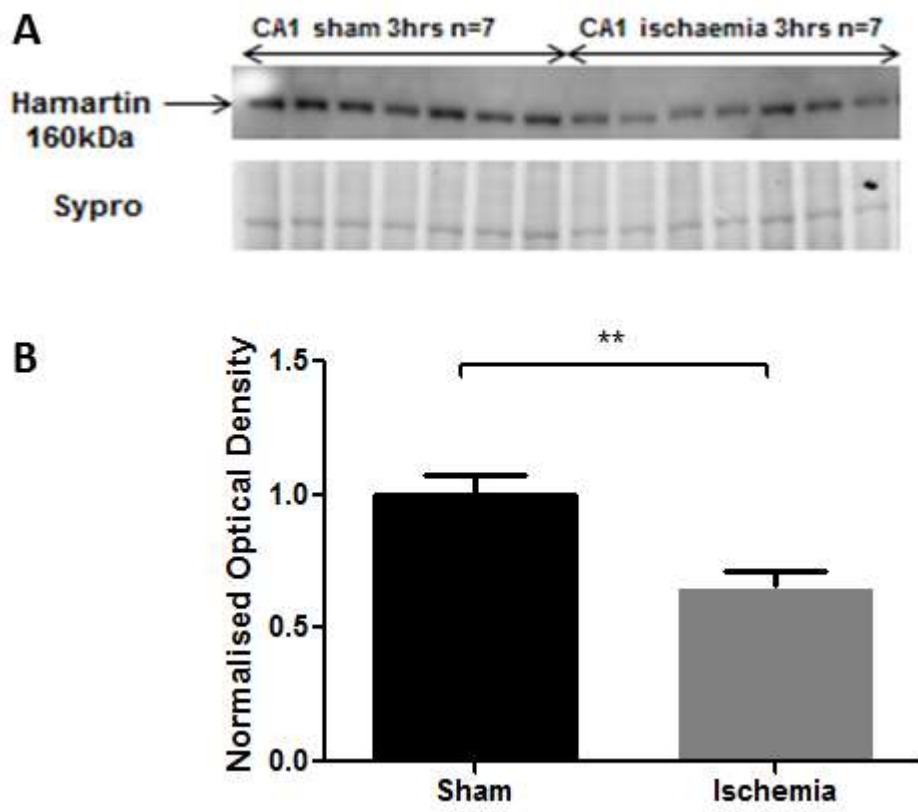 A
CA1 sham 3hrs n=7
CA1 ischaemia 3hrs n=7
Hamartin
160kDa
Sypro
B
**
Normalised Optical Density
1.5
1.0
0.5
0.0
Sham
Ischemia